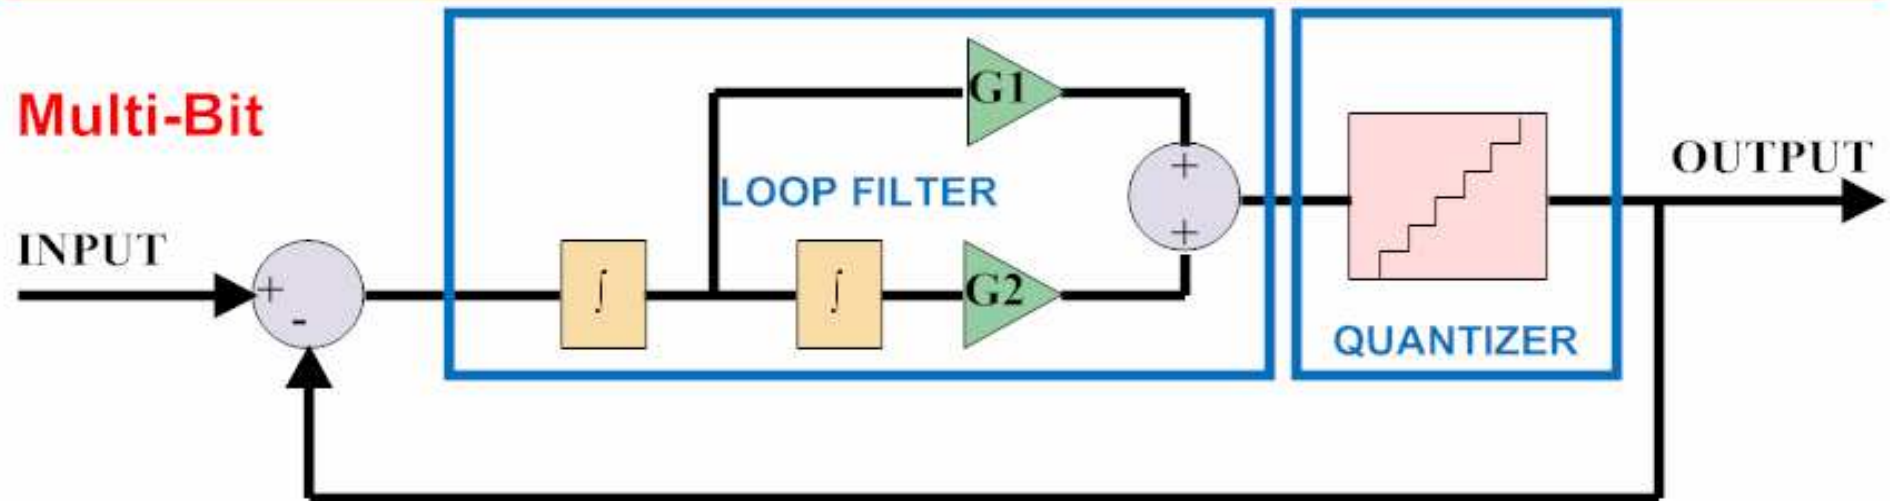 Multi-Bit
G1
LOOP FILTER
+
OUTPUT
INPUT
+
-
∫
∫
G2
+
QUANTIZER